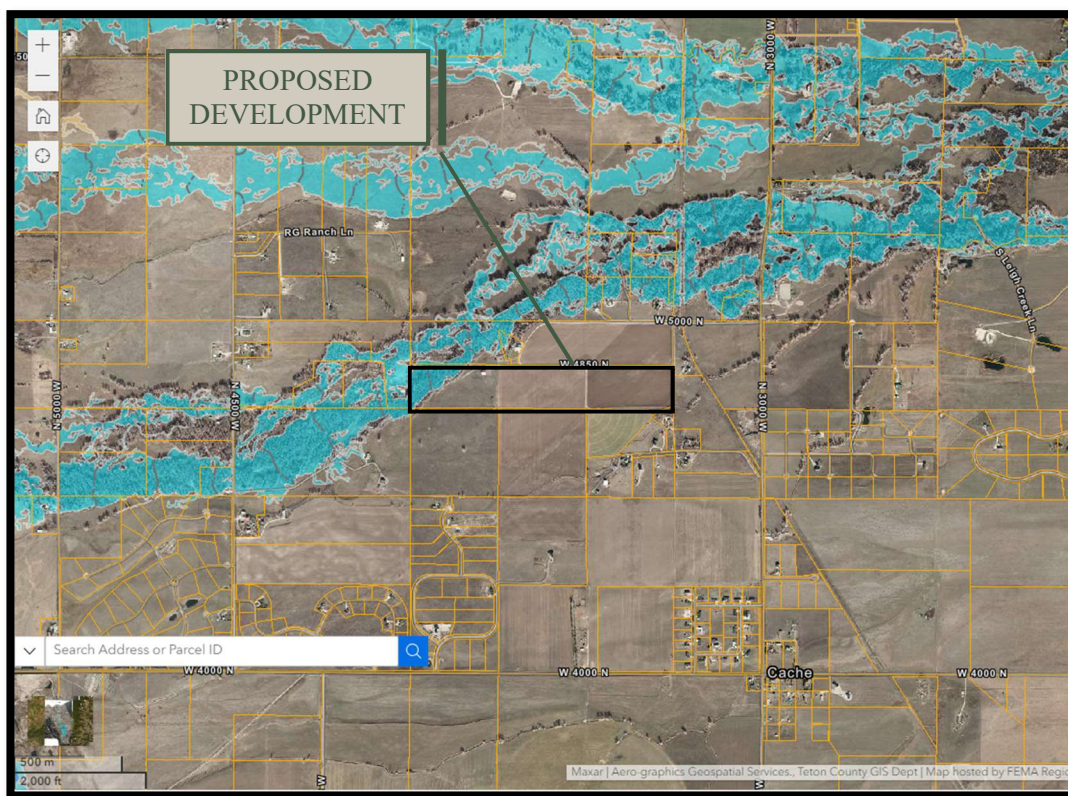 50
PROPOSED
DEVELOPMENT
N 3000 W
RG Ranch Ln
S Leigh Creek Ln
W 5000 N
W 4850 N
N 5000 W
N 4500 W
N 3000 W
Search Address or Parcel ID
W 4000 N
W 4000 N
Cache
W 4000 N
500 m
2,000 ft
W
W
Maxar | Aero-graphics Geospatial Services., Teton County GIS Dept | Map hosted by FEMA Regio